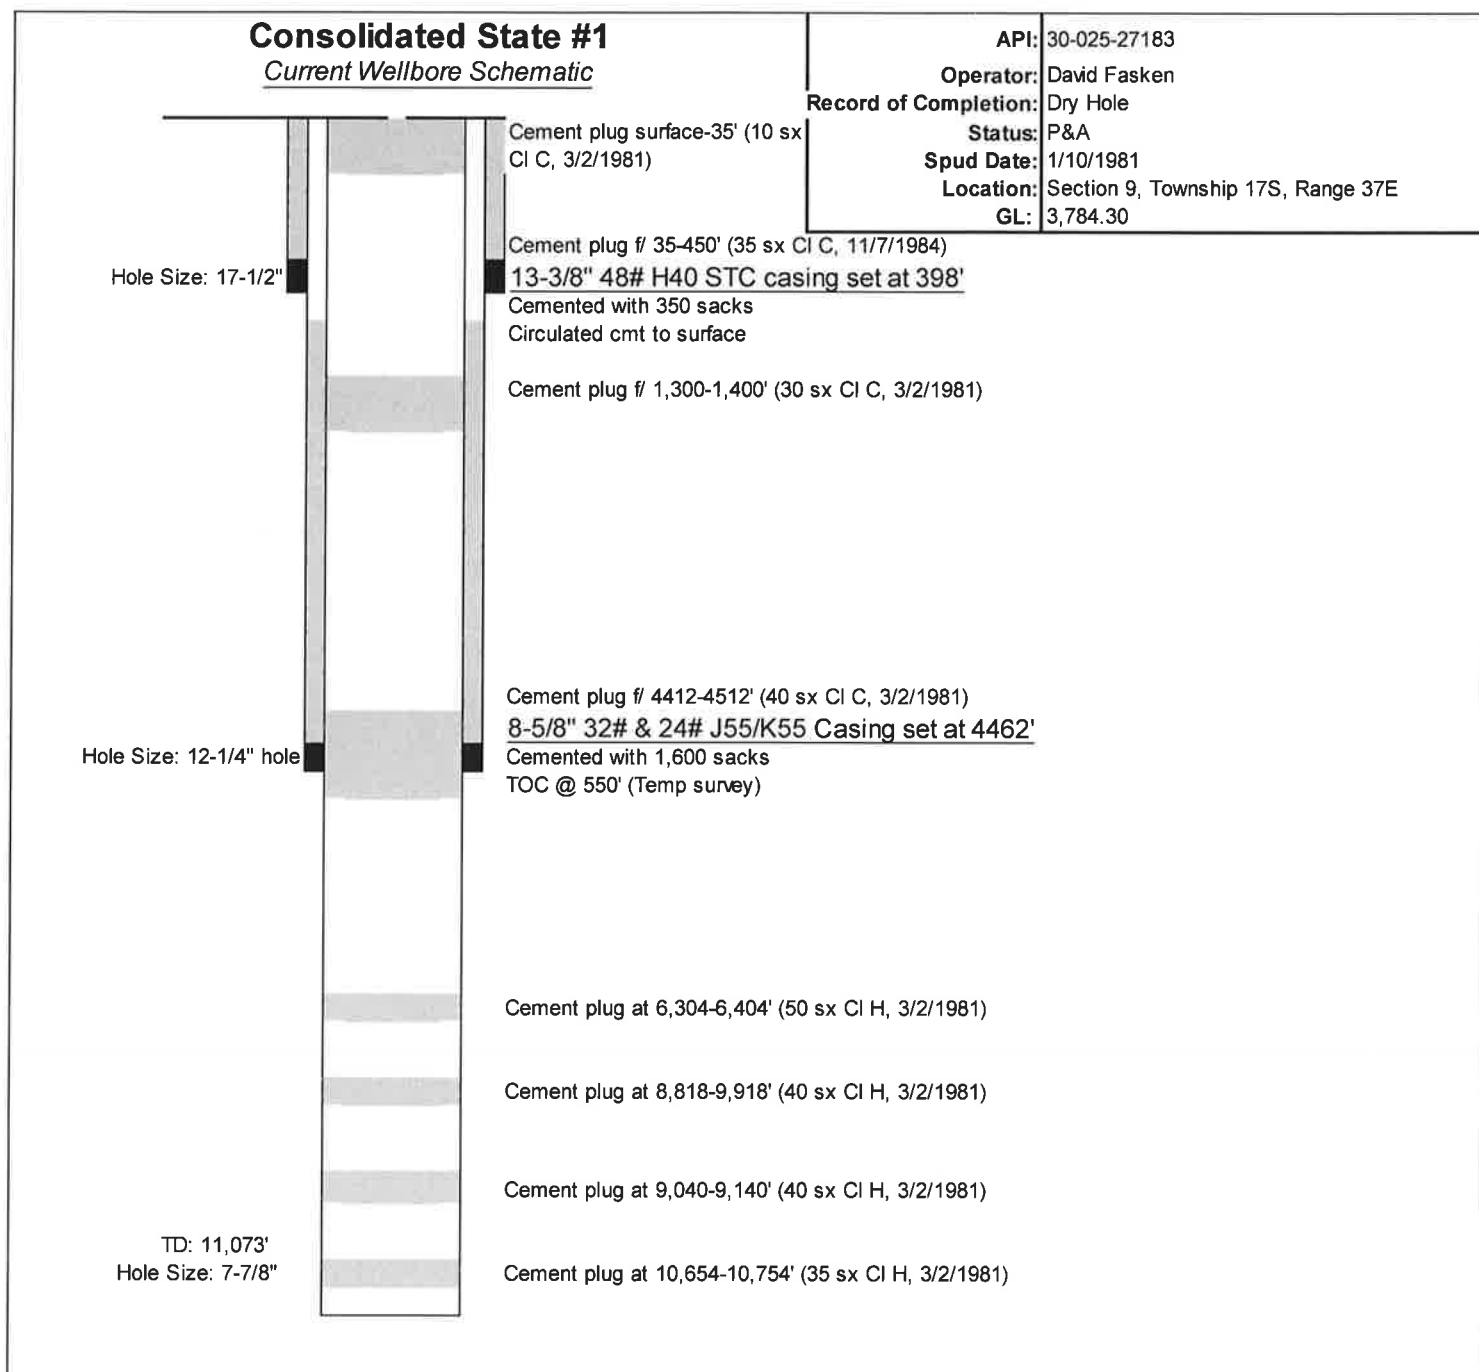 Consolidated State #1
Current Wellbore Schematic
API: 30-025-27183
Operator: David Fasken
Record of Completion: Dry Hole
Status: P&A
Spud Date: 1/10/1981
Location: Section 9, Township 17S, Range 37E
GL: 3,784.30
Cement plug surface-35' (10 sx
Cl C, 3/2/1981)
Cement plug f/ 35-450' (35 sx Cl C, 11/7/1984)
Hole Size: 17-1/2"
13-3/8" 48# H40 STC casing set at 398'
Cemented with 350 sacks
Circulated cmt to surface
Cement plug f/ 1,300-1,400' (30 sx Cl C, 3/2/1981)
Cement plug f/ 4412-4512' (40 sx Cl C, 3/2/1981)
8-5/8" 32# & 24# J55/K55 Casing set at 4462'
Hole Size: 12-1/4" hole
Cemented with 1,600 sacks
TOC @ 550' (Temp survey)
Cement plug at 6,304-6,404' (50 sx Cl H, 3/2/1981)
Cement plug at 8,818-9,918' (40 sx Cl H, 3/2/1981)
Cement plug at 9,040-9,140' (40 sx Cl H, 3/2/1981)
TD: 11,073'
Hole Size: 7-7/8"
Cement plug at 10,654-10,754' (35 sx Cl H, 3/2/1981)